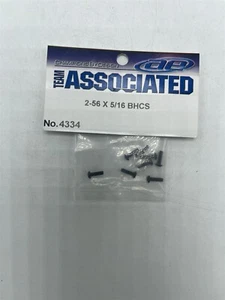 TEAM
ASSOCIATED
2-56 X 5/16 BHCS
No. 4334